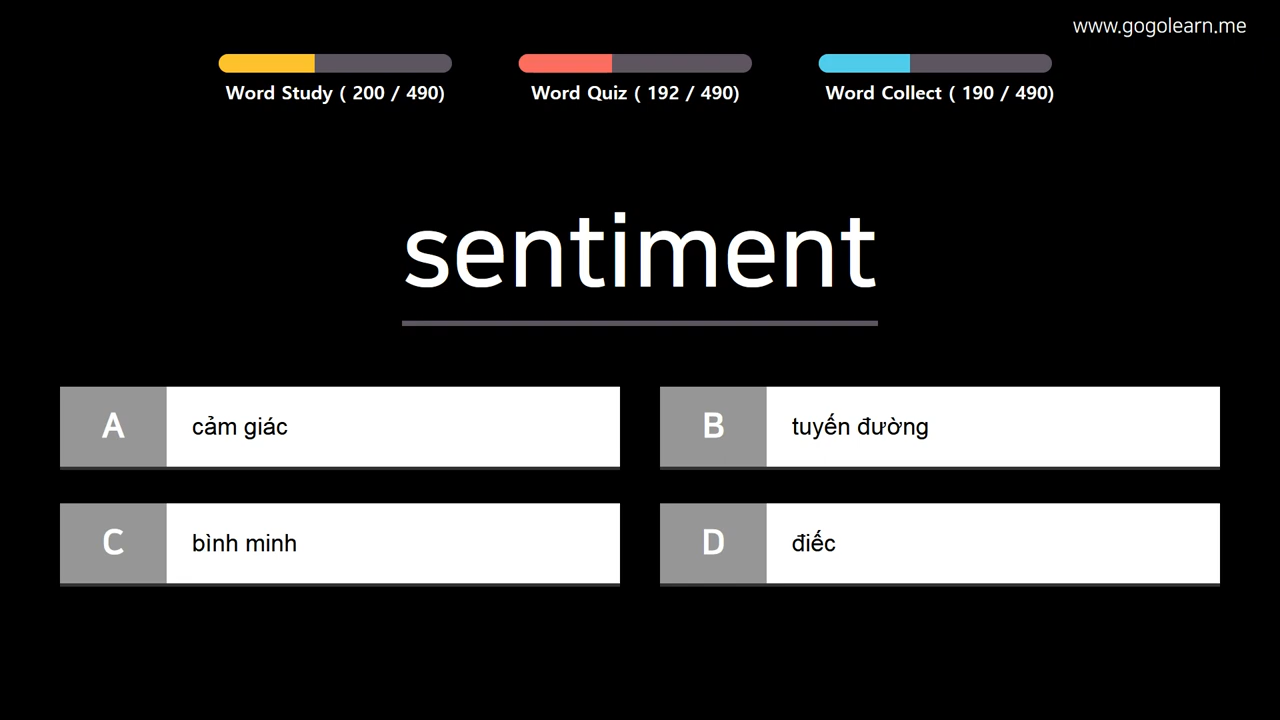 www.gogolearn.me
Word Study ( 200 / 490)
Word Quiz ( 192 / 490)
Word Collect ( 190 / 490)
sentiment
A cảm giác
B tuyến đường
C bình minh
D điếc